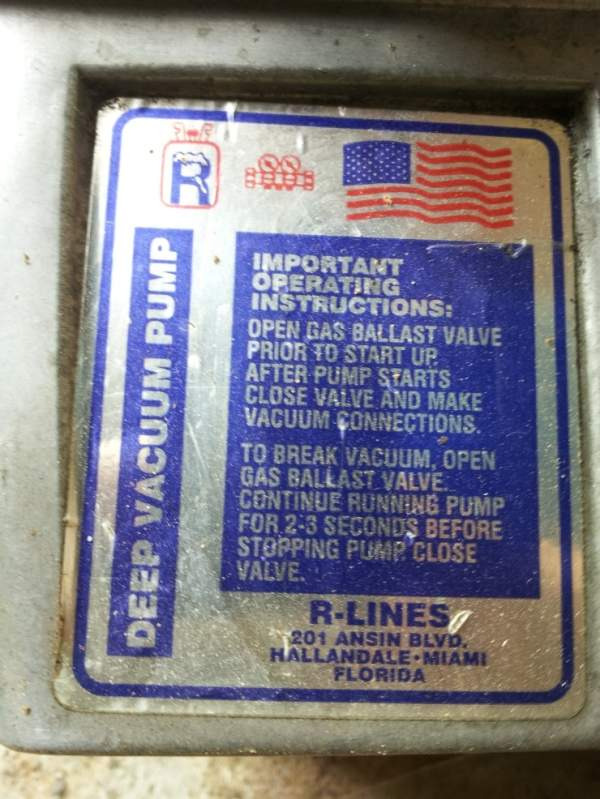 R
DEEP VACUUM PUMP
IMPORTANT
OPERATING
INSTRUCTIONS:
OPEN GAS BALLAST VALVE
PRIOR TO START UP
AFTER PUMP STARTS
CLOSE VALVE AND MAKE
VACUUM CONNECTIONS.
TO BREAK VACUUM, OPEN
GAS BALLAST VALVE.
CONTINUE RUNNING PUMP
FOR 2-3 SECONDS BEFORE
STOPPING PUMP CLOSE
VALVE.
R-LINES
201 ANSIN BLVD,
HALLANDALE•MIAMI
FLORIDA